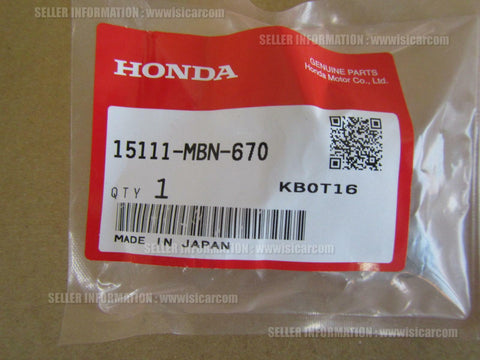 SELLER INFORMATION : www.isicar.com
SELLER INFORMATION : www.isicar.com
HONDA
GENUINE PARTS
Honda Motor Co., Ltd.
15111-MBN-670
QTY 1
KB0T16
MADE IN JAPAN
SELLER INFORMATION : www.isicar.com
SELLER INFORMATION : www.isicar.com